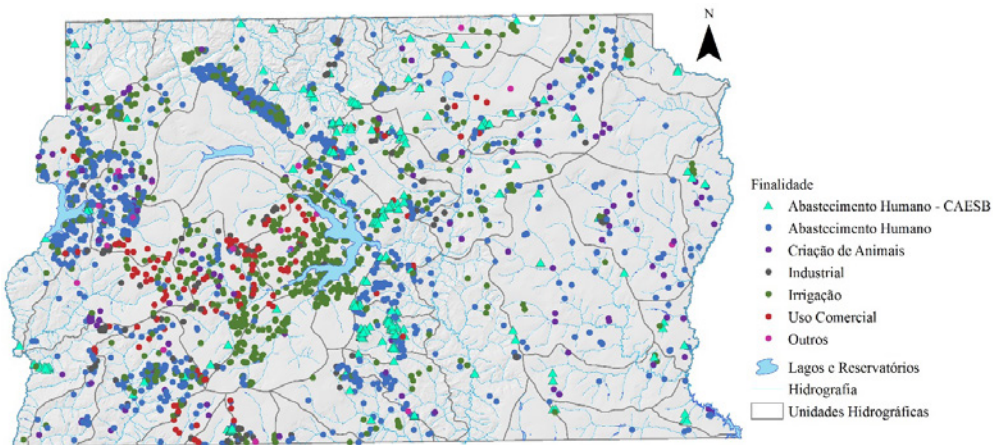 N
Finalidade
Abastecimento Humano - CAESB
Abastecimento Humano
Criação de Animais
Industrial
Irrigação
Uso Comercial
Outros
Lagos e Reservatórios
Hidrografia
Unidades Hidrográficas